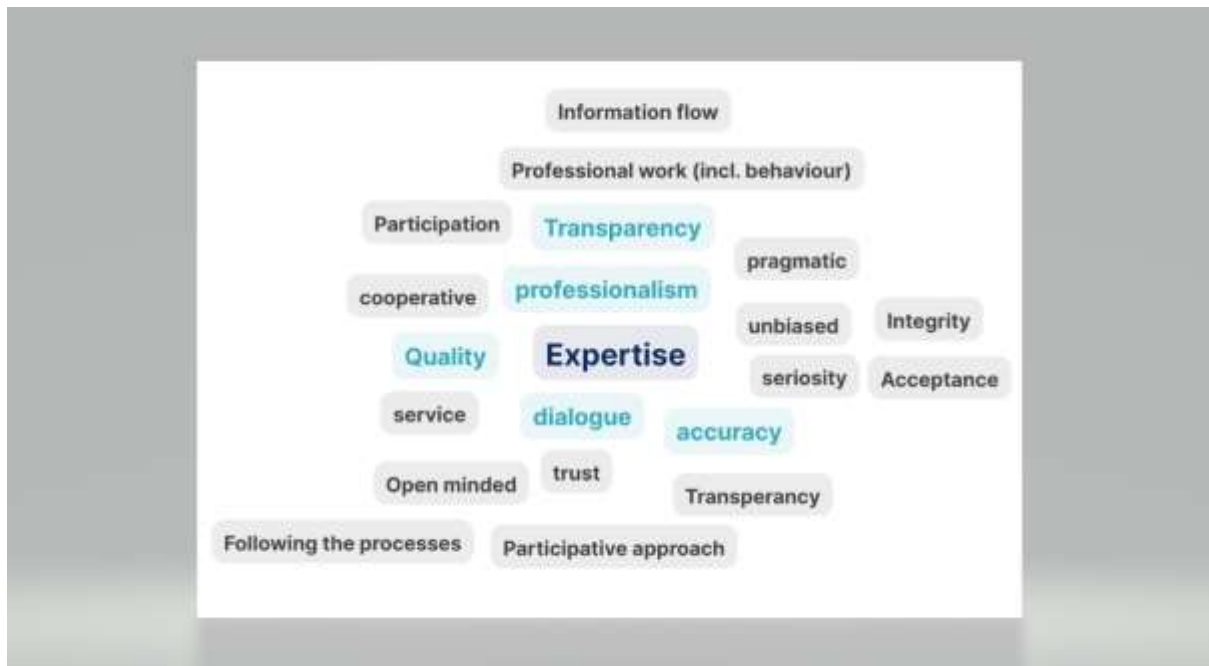 Information flow
Professional work (incl. behaviour)
Participation
Transparency
pragmatic
cooperative
professionalism
unbiased
Integrity
Quality
Expertise
seriosity
Acceptance
service
dialogue
accuracy
Open minded
trust
Transperancy
Following the processes
Participative approach